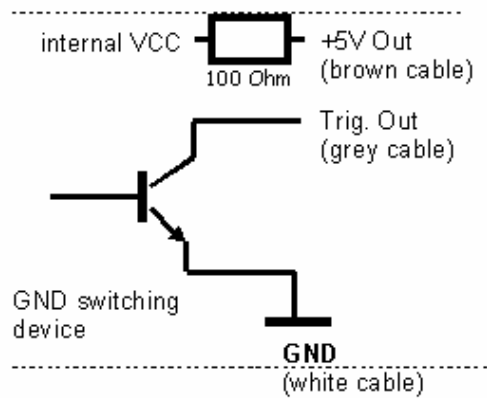 internal VCC
+5V Out
(brown cable)
100 Ohm
Trig. Out
(grey cable)
GND switching
device
GND
(white cable)